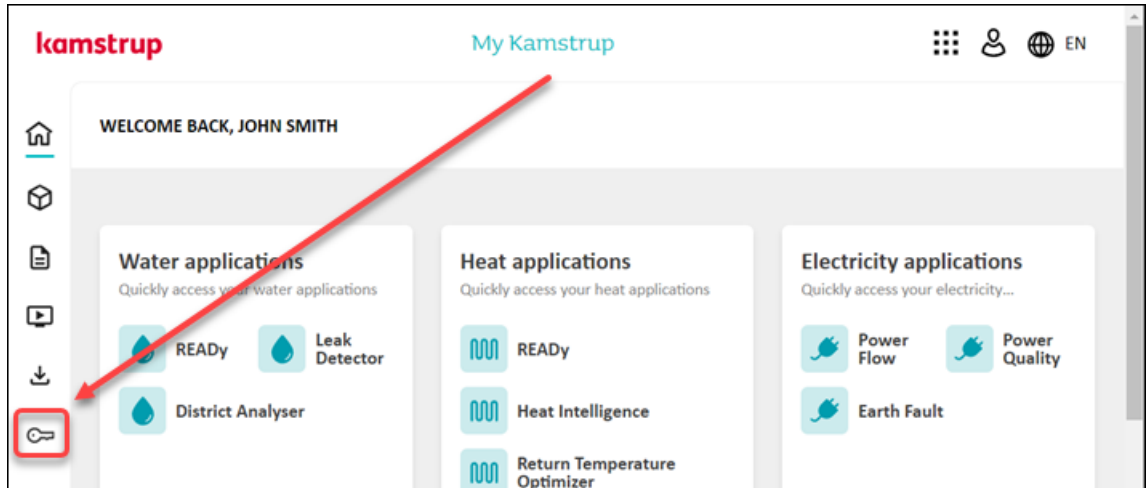 kamstrup
My Kamstrup
EN
WELCOME BACK, JOHN SMITH
Water applications
Quickly access your water applications
READy
Leak
Detector
District Analyser
Heat applications
Quickly access your heat applications
READy
Heat Intelligence
Return Temperature
Optimizer
Electricity applications
Quickly access your electricity...
Power
Flow
Power
Quality
Earth Fault